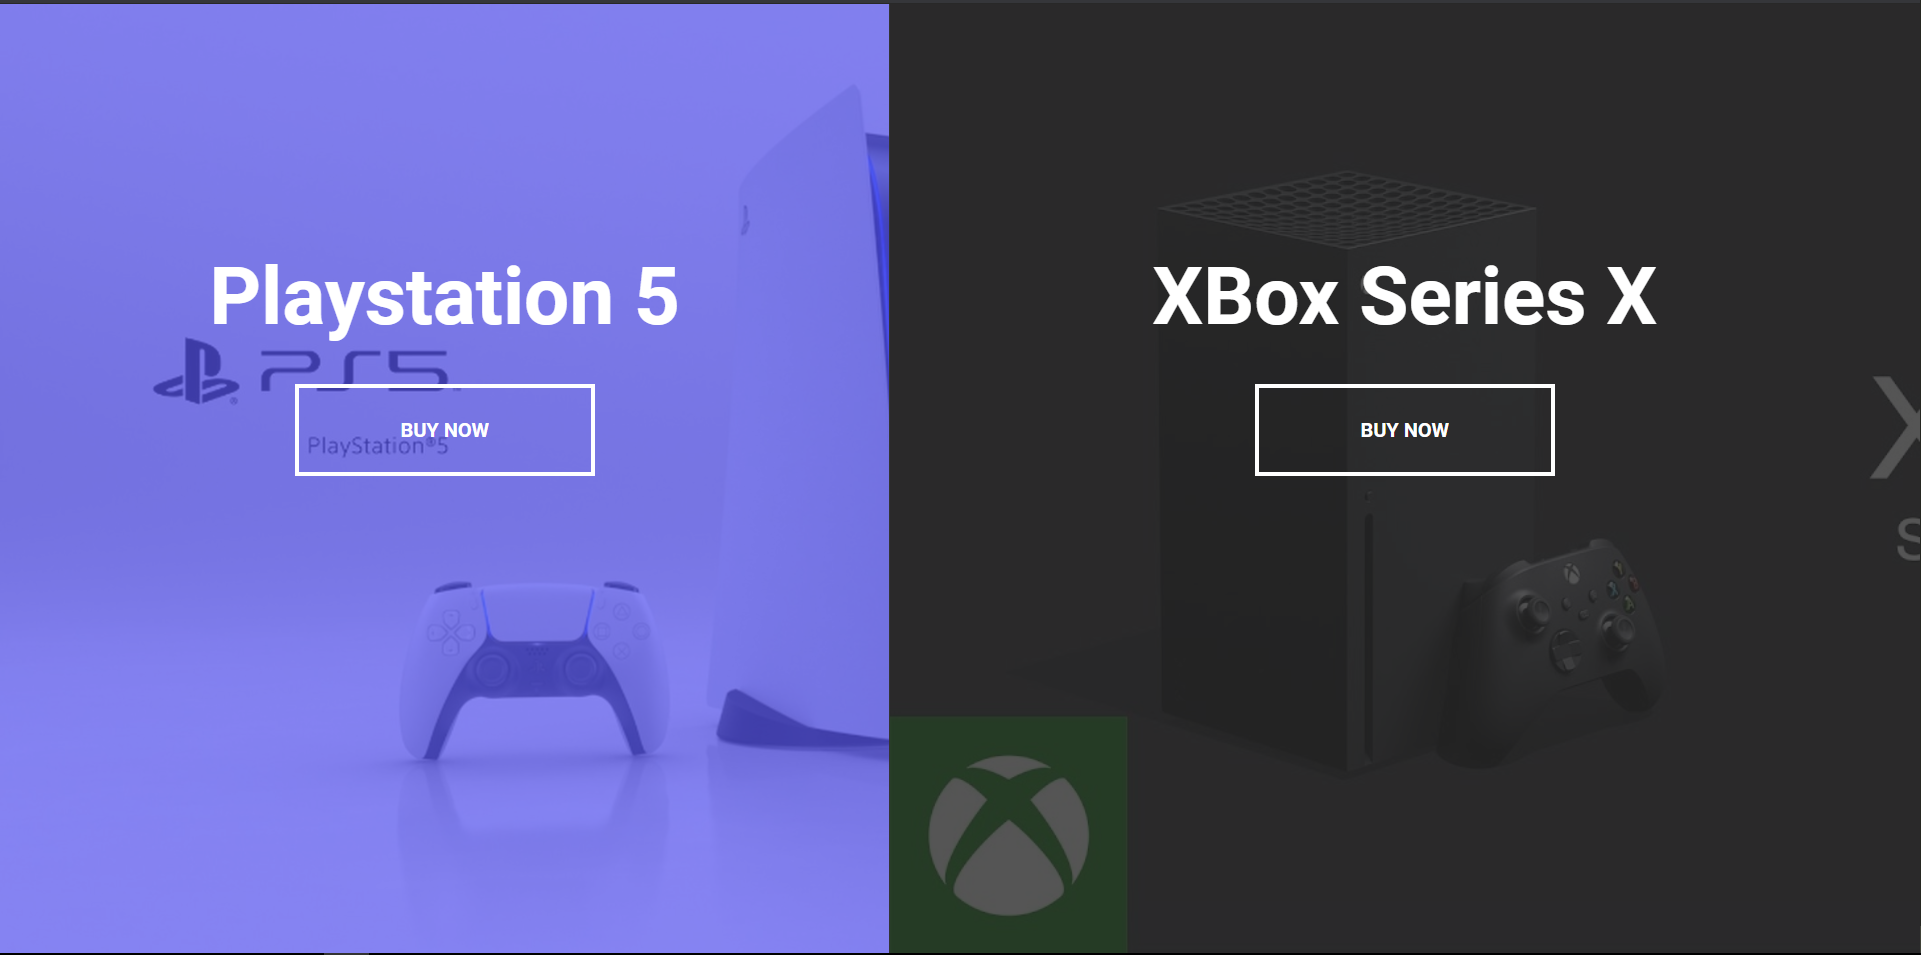 Playstation 5
PS5
PlayStation®5
BUY NOW
XBox Series X
BUY NOW
X
S